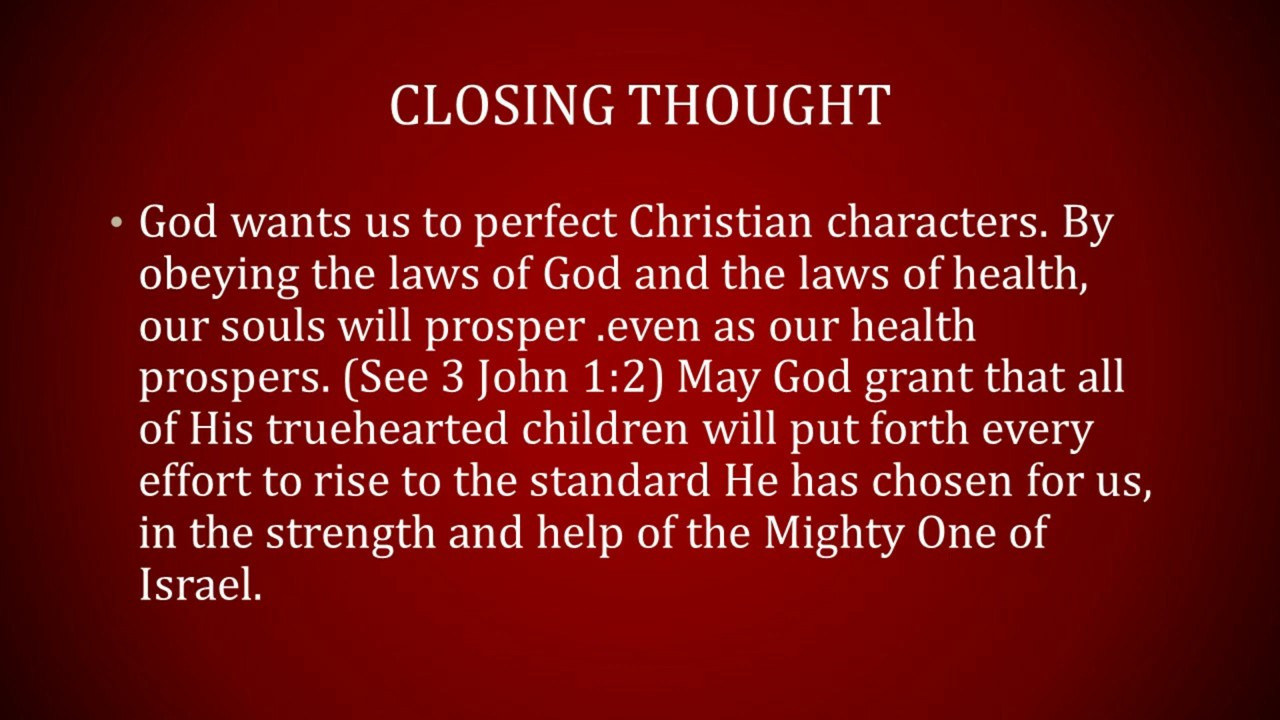 CLOSING THOUGHT
• God wants us to perfect Christian characters. By
obeying the laws of God and the laws of health,
our souls will prosper .even as our health
prospers. (See 3 John 1:2) May God grant that all
of His truehearted children will put forth every
effort to rise to the standard He has chosen for us,
in the strength and help of the Mighty One of
Israel.